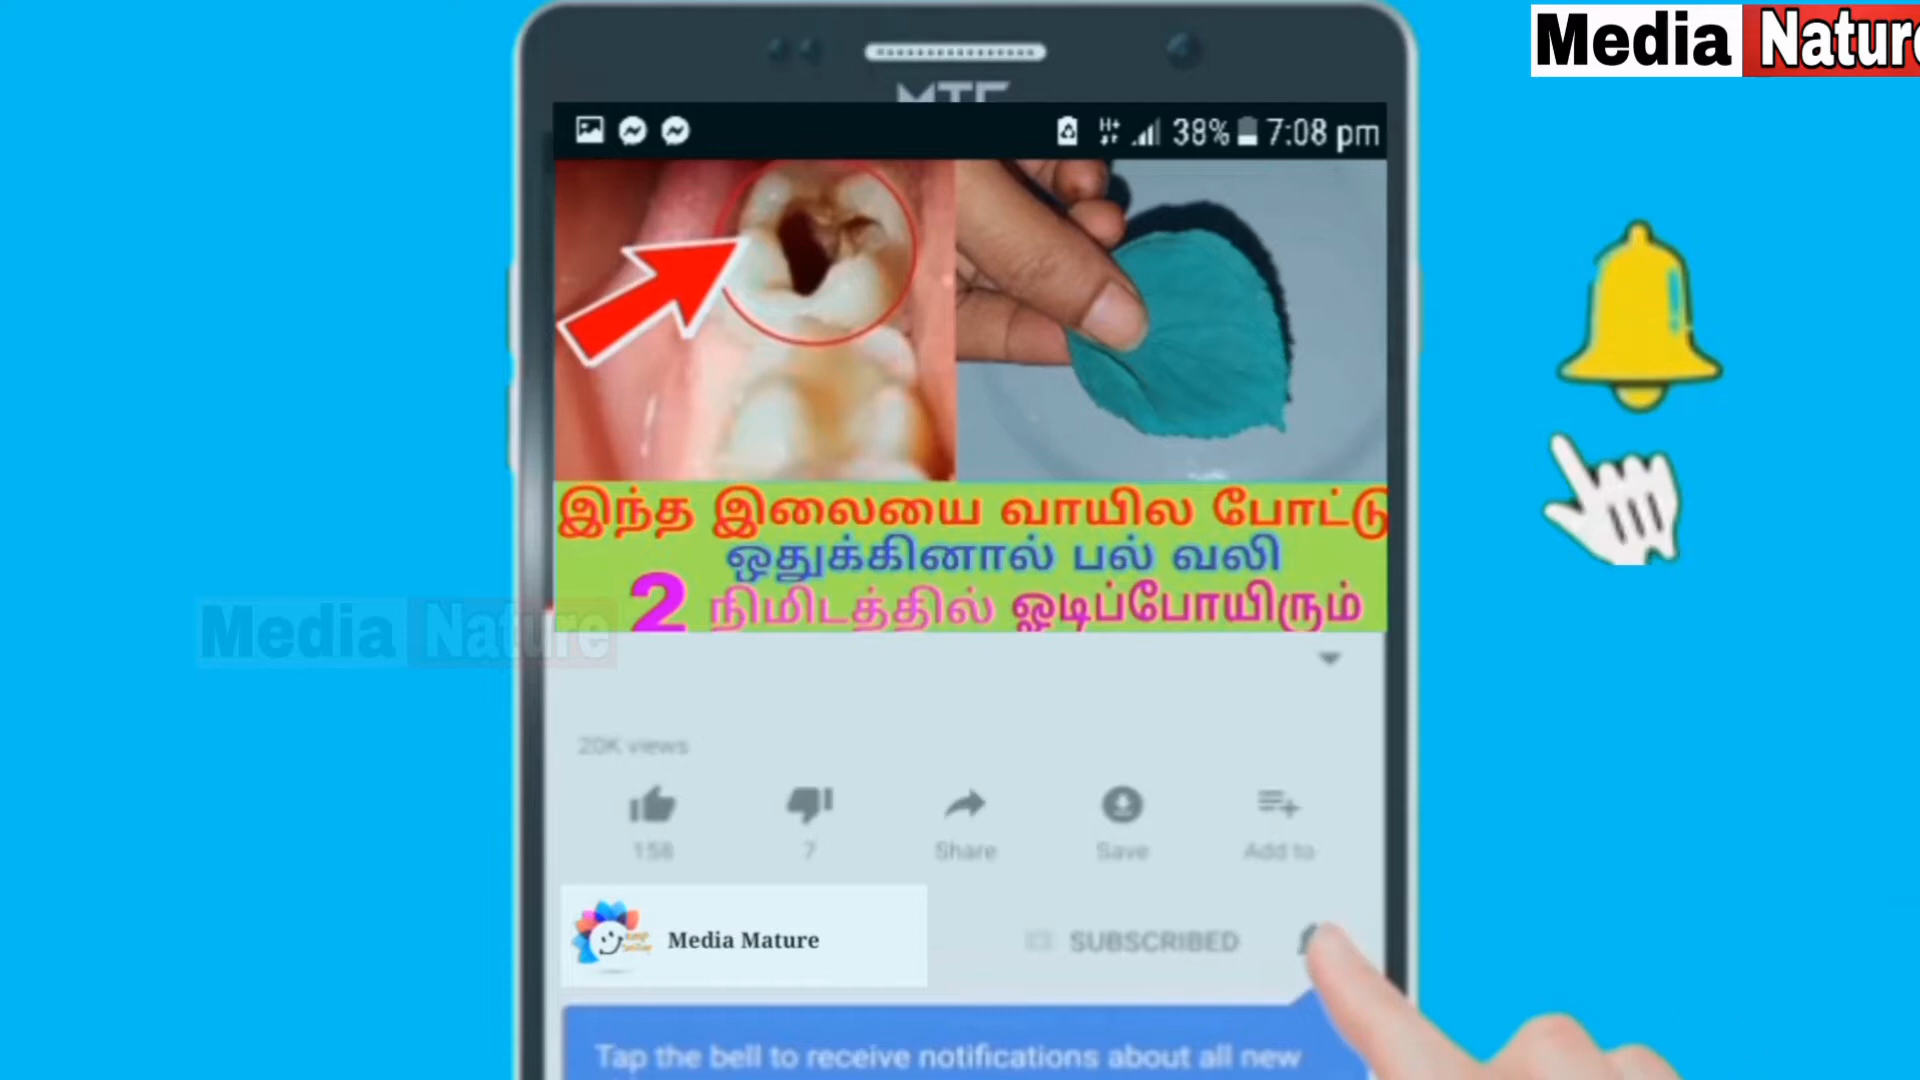 Media Nature
H+ 38% 7:08 pm
இந்த இலையை வாயில போட்டு
ஒதுக்கினால் பல் வலி
2 நிமிடத்தில் ஓடிப்போயிரும்
Media Nature
20K views
158 7 Share Save Add to
Media Mature SUBSCRIBED
Tap the bell to receive notifications about all new